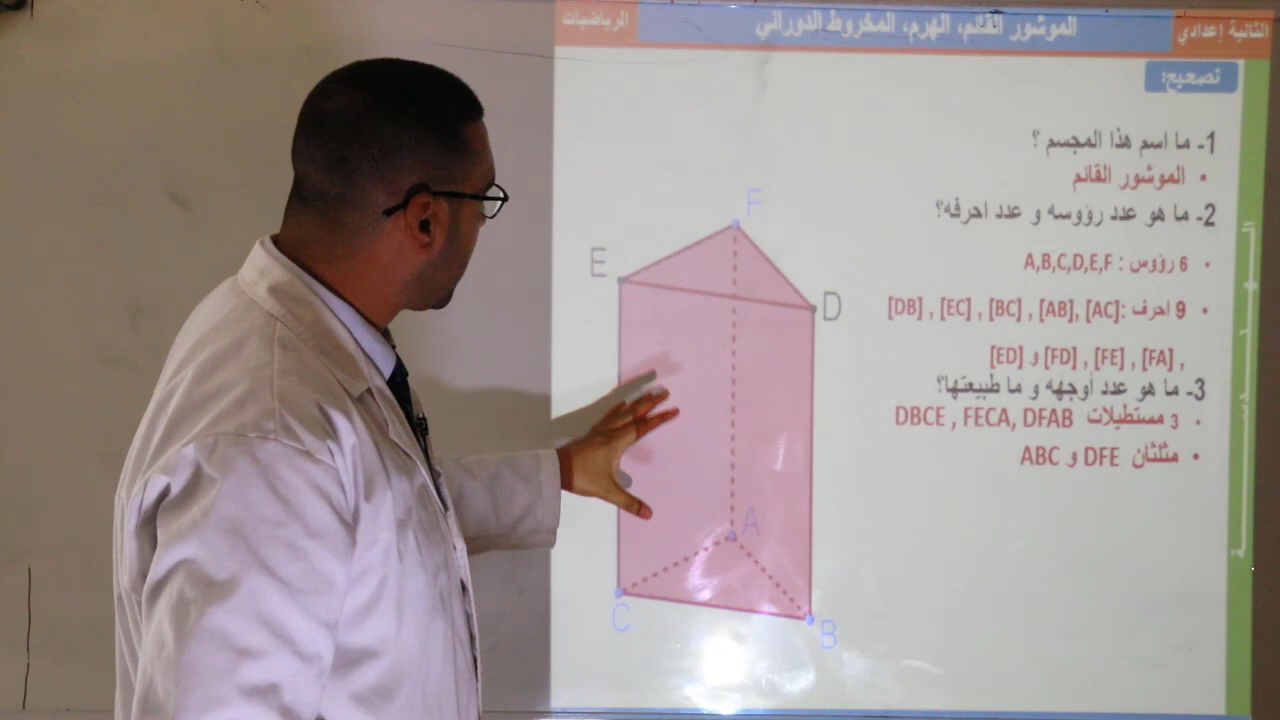 الثانية إعدادي
الموشور القائم، الهرم، المخروط الدوراني
الرياضيات
تصحيح:
1- ما اسم هذا المجسم ؟
• الموشور القائم
2- ما هو عدد رؤوسه و عدد احرفه؟
• 6 رؤوس : A,B,C,D,E,F
• 9 احرف :[AC] ,[AB] , [BC] , [EC] , [DB]
, [FA] , [FE] , [FD] و [ED]
3- ما هو عدد أوجهه و ما طبيعتها؟
• 3 مستطيلات DBCE , FECA, DFAB
• مثلثان DFE و ABC
F
E
D
A
C
B
الهندسة